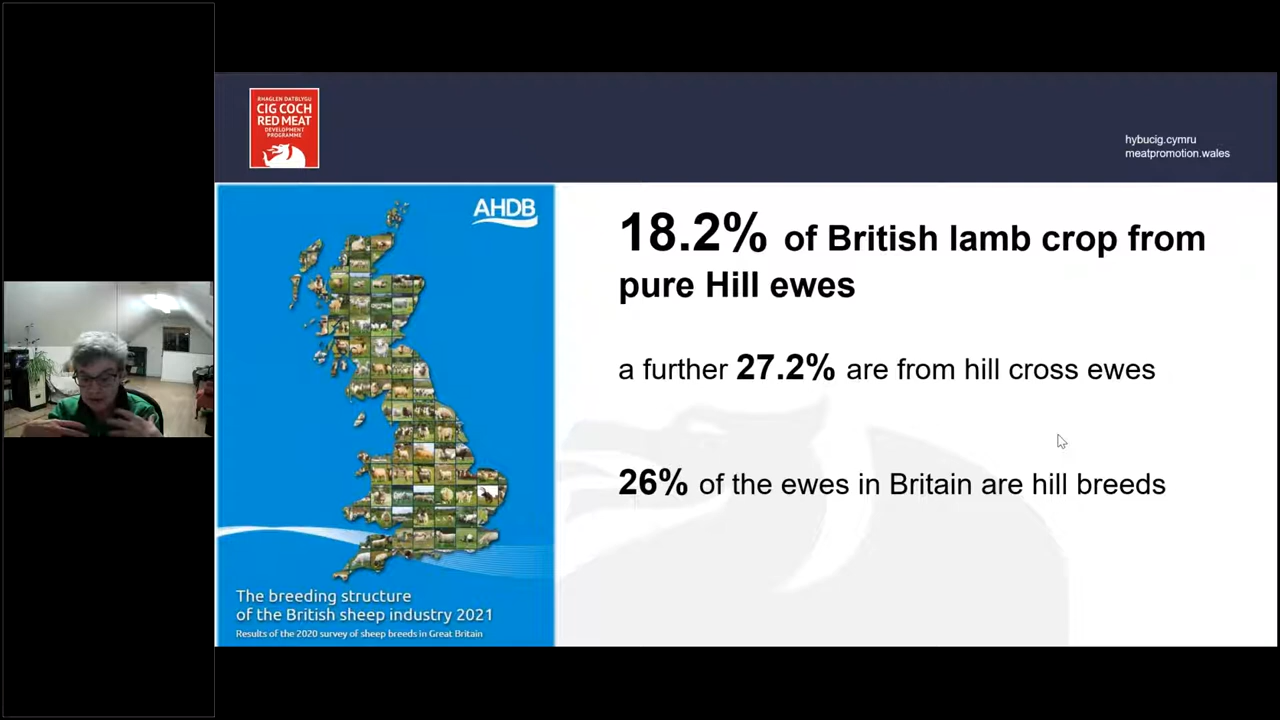 RHAGLEN DATBLYGU
CIG COCH
RED MEAT
DEVELOPMENT
PROGRAMME
hybucig.cymru
meatpromotion.wales
AHDB
18.2% of British lamb crop from
pure Hill ewes
a further 27.2% are from hill cross ewes
26% of the ewes in Britain are hill breeds
The breeding structure
of the British sheep industry 2021
Results of the 2020 survey of sheep breeds in Great Britain